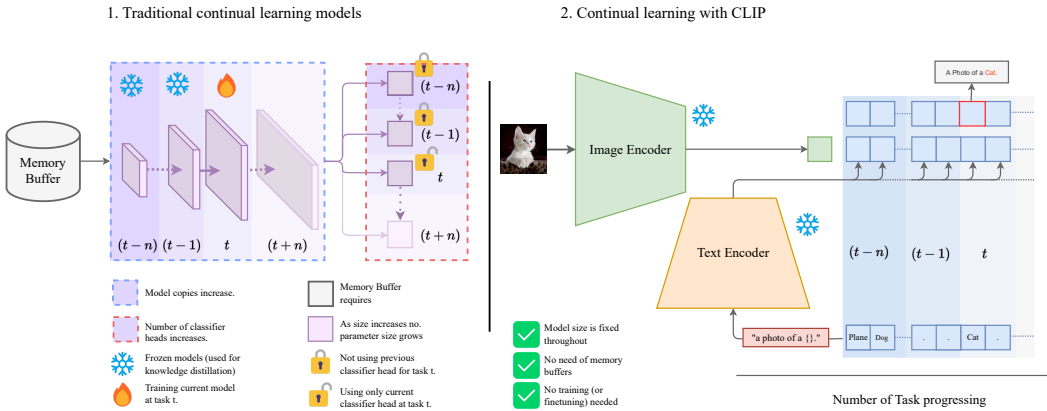 1. Traditional continual learning models
Memory
Buffer
(t − n)
(t − 1)
t
(t + n)
(t − n)
(t − 1)
t
(t + n)
Model copies increase.
Number of classifier
heads increases.
Frozen models (used for
knowledge distillation)
Training current model
at task t.
Memory Buffer
requires
As size increases no.
parameter size grows
Not using previous
classifier head for task t.
Using only current
classifier head at task t.
2. Continual learning with CLIP
Image Encoder
Text Encoder
A Photo of a Cat.
(t − n)
(t − 1)
t
"a photo of a {}."
Plane
Dog
.
.
Cat
.
Model size is fixed
throughout
No need of memory
buffers
No training (or
finetuning) needed
Number of Task progressing